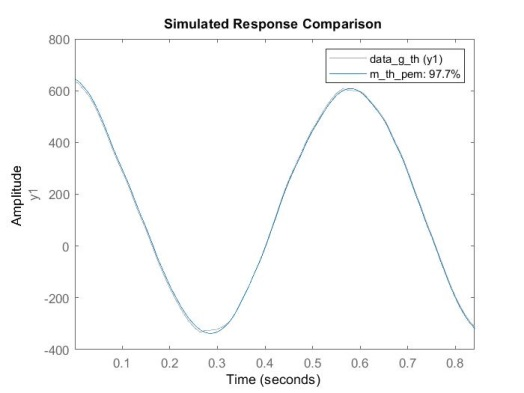 Simulated Response Comparison
data_g_th (y1)
m_th_pem: 97.7%
Amplitude
y1
800
600
400
200
0
-200
-400
0.1 0.2 0.3 0.4 0.5 0.6 0.7 0.8
Time (seconds)